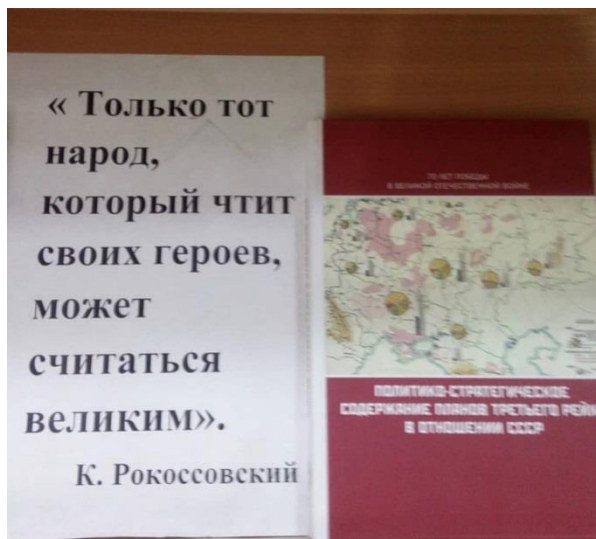 « Только тот
народ,
который чтит
своих героев,
может
считаться
великим».
К. Рокоссовский
70 ЛЕТ ПОБЕДЫ
В ВЕЛИКОЙ ОТЕЧЕСТВЕННОЙ ВОЙНЕ
ПОЛИТИКО-СТРАТЕГИЧЕСКОЕ
СОДЕРЖАНИЕ ПЛАНОВ ТРЕТЬЕГО РЕЙХ
В ОТНОШЕНИИ СССР